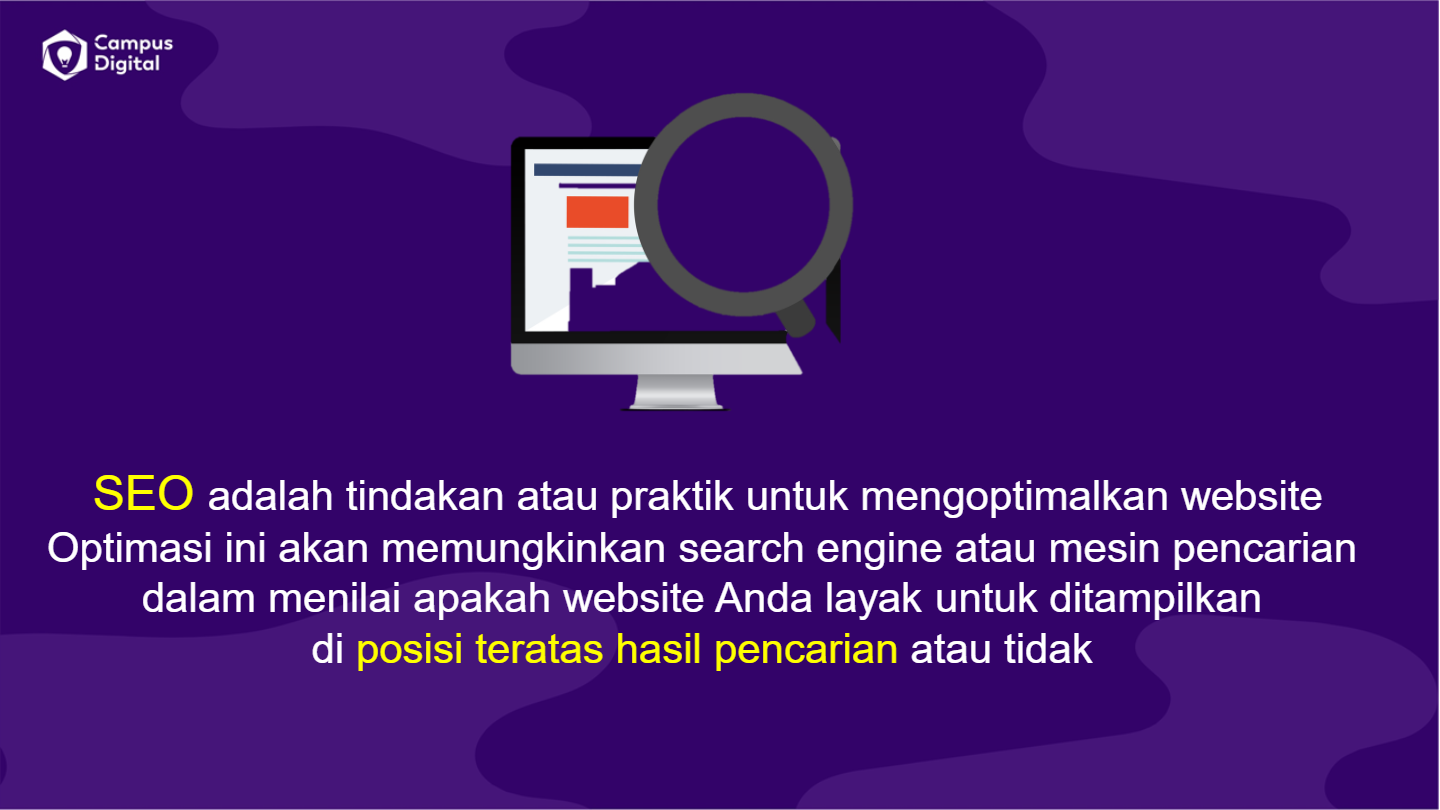 Campus
Digital
SEO adalah tindakan atau praktik untuk mengoptimalkan website
Optimasi ini akan memungkinkan search engine atau mesin pencarian
dalam menilai apakah website Anda layak untuk ditampilkan
di posisi teratas hasil pencarian atau tidak